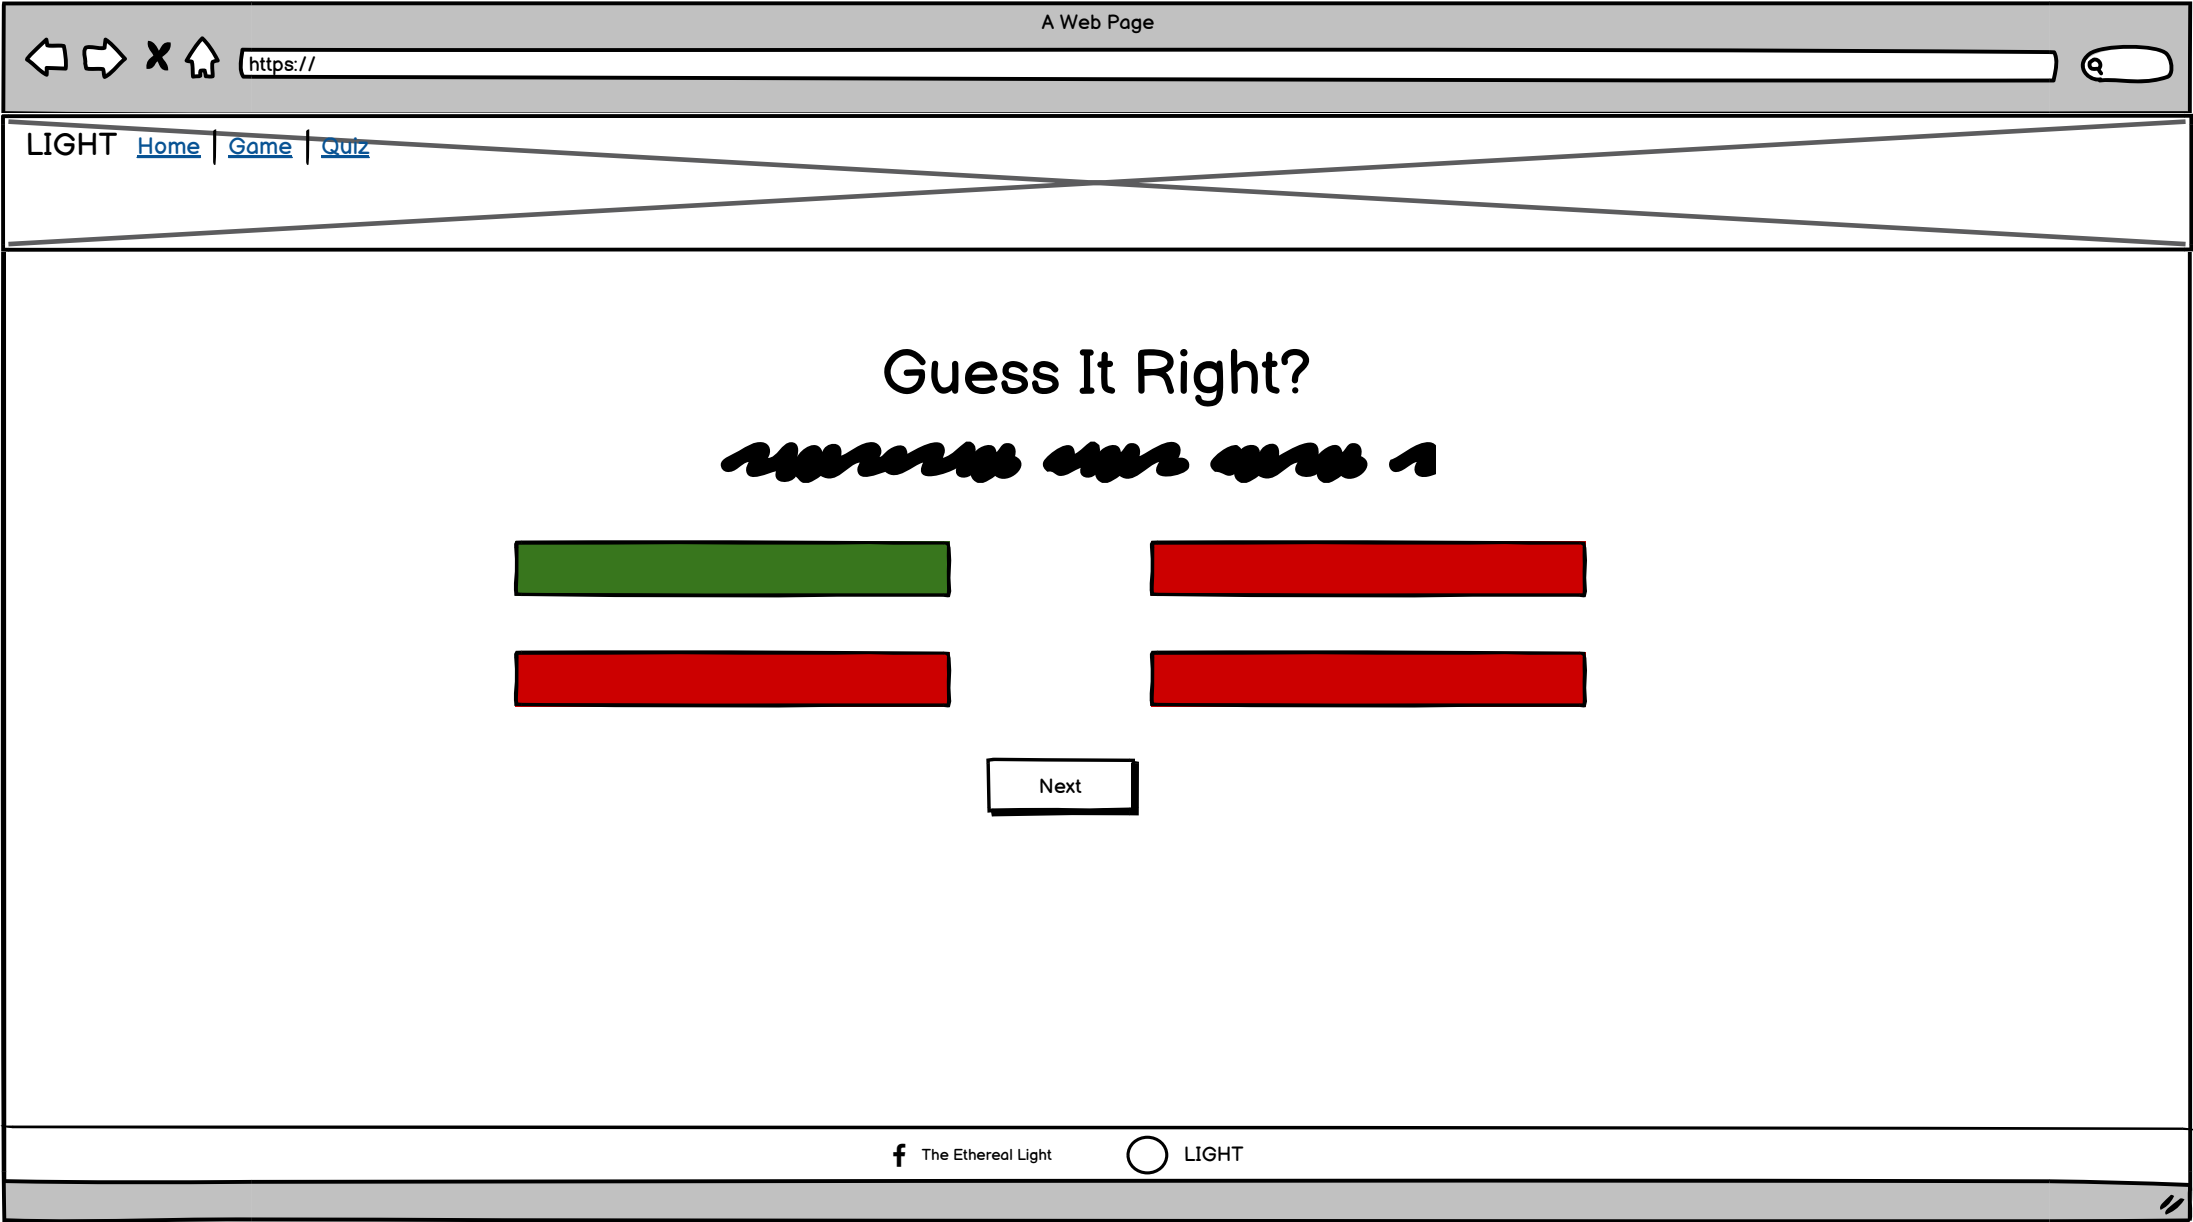 A Web Page
https://
LIGHT Home | Game | Quiz
Guess It Right?
Next
The Ethereal Light LIGHT